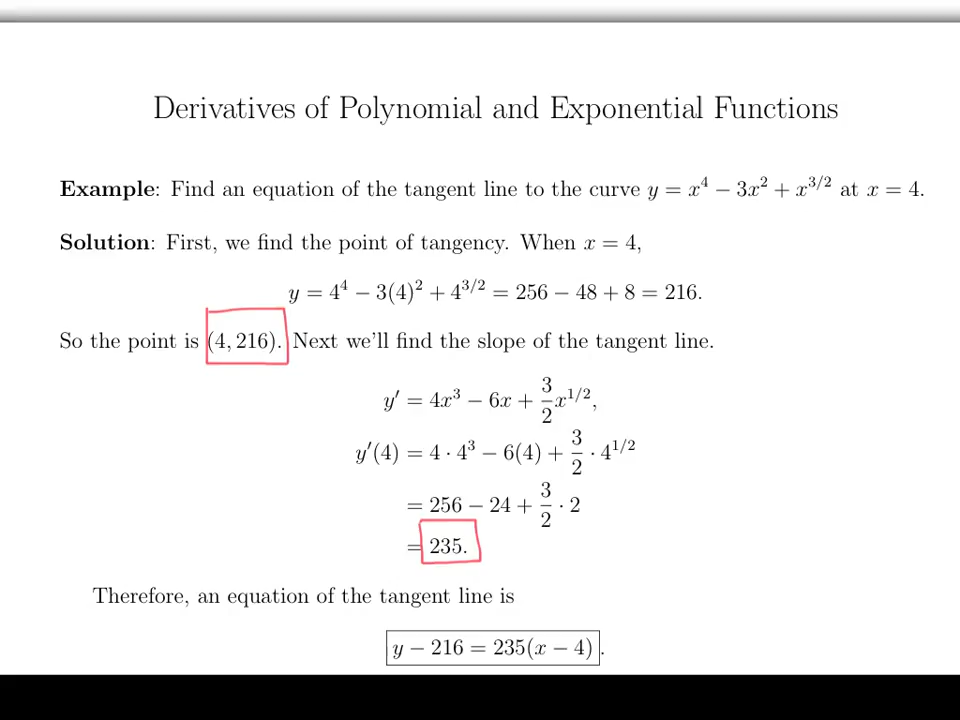 Derivatives of Polynomial and Exponential Functions
Example: Find an equation of the tangent line to the curve y = x^4 − 3x^2 + x^{3/2} at x = 4.
Solution: First, we find the point of tangency. When x = 4,
y = 4^4 − 3(4)^2 + 4^{3/2} = 256 − 48 + 8 = 216.
So the point is (4, 216). Next we'll find the slope of the tangent line.
y′ = 4x^3 − 6x + \frac{3}{2}x^{1/2},
y′(4) = 4 · 4^3 − 6(4) + \frac{3}{2} · 4^{1/2}
= 256 − 24 + \frac{3}{2} · 2
= 235.
Therefore, an equation of the tangent line is
y − 216 = 235(x − 4).